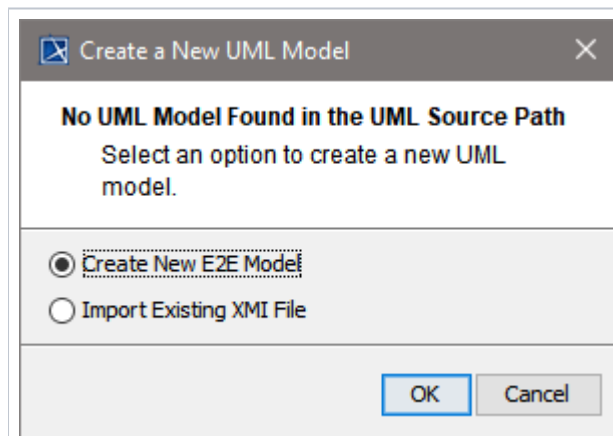 Create a New UML Model
No UML Model Found in the UML Source Path
Select an option to create a new UML
model.
Create New E2E Model
Import Existing XMI File
OK
Cancel